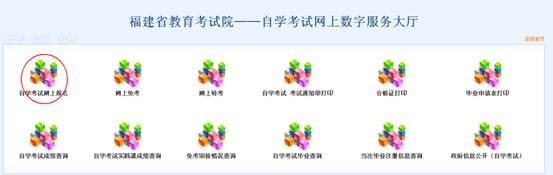 福建省教育考试院——自学考试网上数字服务大厅
返回首页
自学考试网上报名 网上免考 网上转考 自学考试 考试通知单打印 合格证打印 毕业申请表打印
自学考试成绩查询 自学考试实践课成绩查询 免考审核情况查询 自学考试毕业查询 当次毕业注册信息查询 政府信息公开（自学考试）